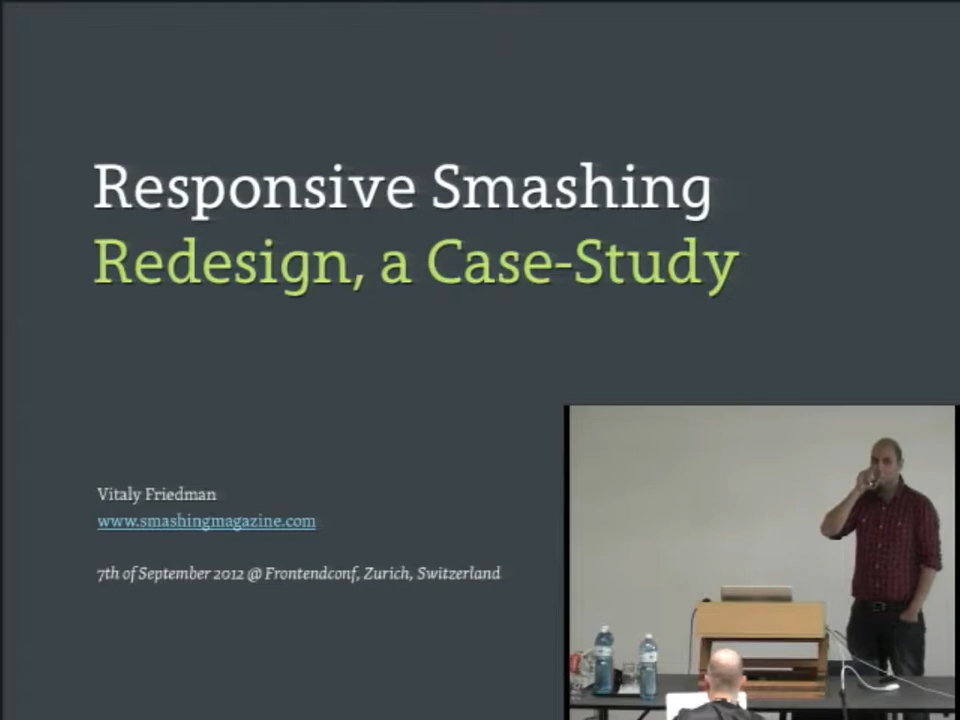 Responsive Smashing
Redesign, a Case-Study
Vitaly Friedman
www.smashingmagazine.com
7th of September 2012 @ Frontendconf, Zurich, Switzerland